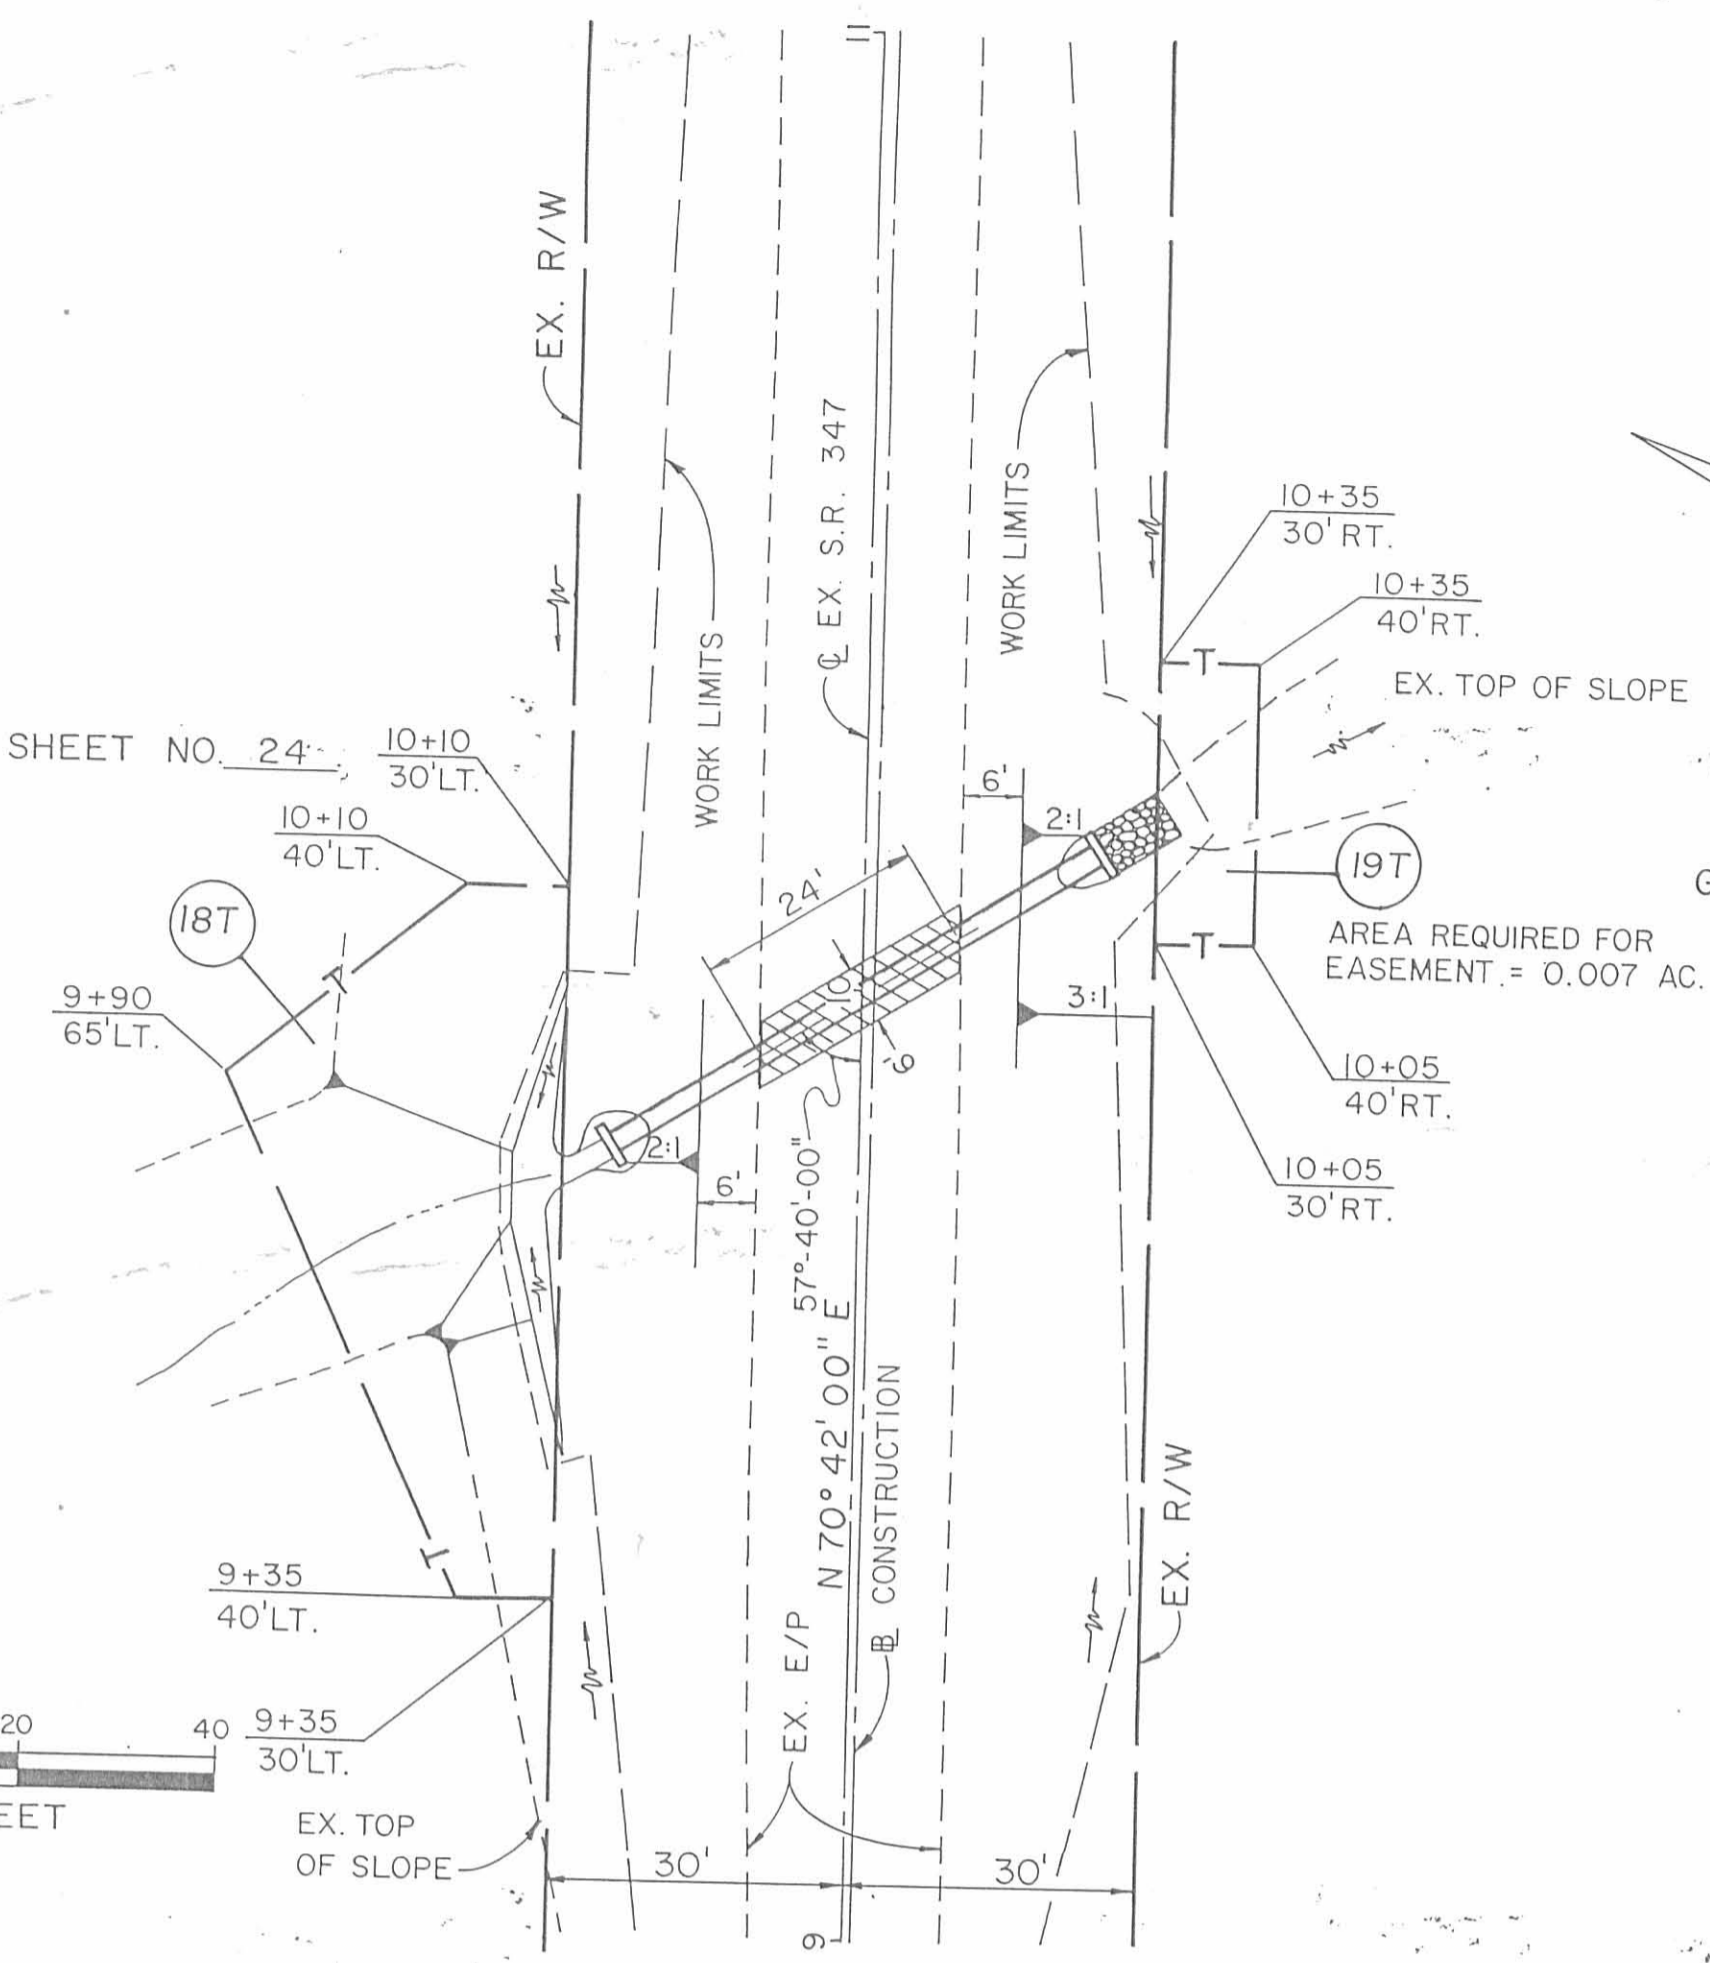 11
EX. R/W
WORK LIMITS
℄ EX. S.R. 347
WORK LIMITS
10+35
30' RT.
10+35
40' RT.
EX. TOP OF SLOPE
SHEET NO. 24
10+10
30' LT.
10+10
40' LT.
18T
9+90
65' LT.
6'
2:1
24'
10'
6'
19T
G
AREA REQUIRED FOR
EASEMENT = 0.007 AC.
3:1
10+05
40' RT.
10+05
30' RT.
2:1
6'
57°-40'-00"
N 70° 42' 00" E
B CONSTRUCTION
EX. R/W
EX. E/P
T
T
T
T
9+35
40' LT.
9+35
30' LT.
20
40
EET
EX. TOP
OF SLOPE
30'
30'
9